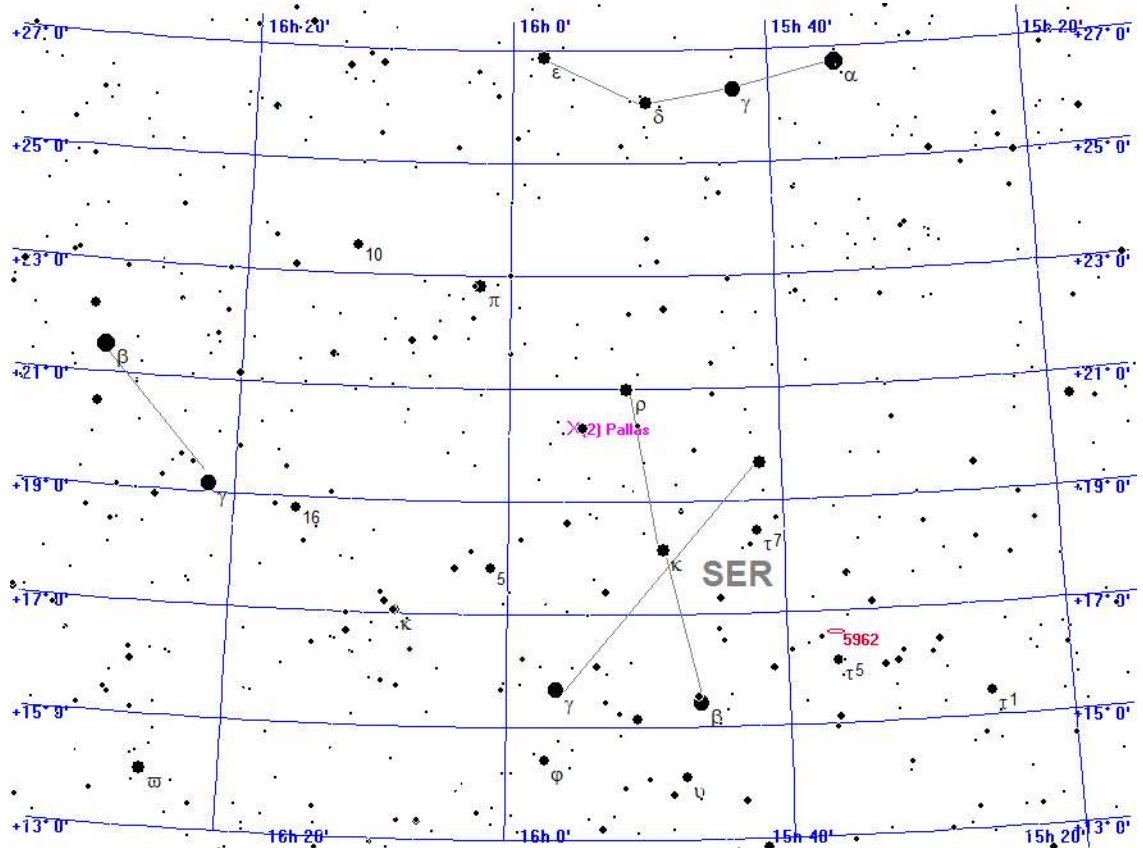 16h 20' 16h 0' 15h 40' 15h 20'
+27° 0' +27° 0'
ε δ γ α
+25° 0' +25° 0'
10
+23° 0' +23° 0'
π
β
+21° 0' +21° 0'
ρ
X(2) Pallas
+19° 0' +19° 0'
γ 16 τ7
5 κ SER
+17° 0' +17° 0'
κ
5962
τ5
γ β τ1
+15° 0' +15° 0'
ϖ φ υ
+13° 0' +13° 0'
16h 20' 16h 0' 15h 40' 15h 20'